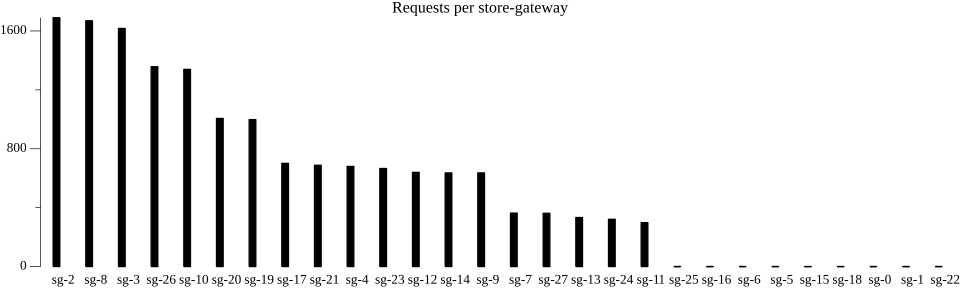 Requests per store-gateway
1600
800
0
sg-2 sg-8 sg-3 sg-26 sg-10 sg-20 sg-19 sg-17 sg-21 sg-4 sg-23 sg-12 sg-14 sg-9 sg-7 sg-27 sg-13 sg-24 sg-11 sg-25 sg-16 sg-6 sg-5 sg-15 sg-18 sg-0 sg-1 sg-22